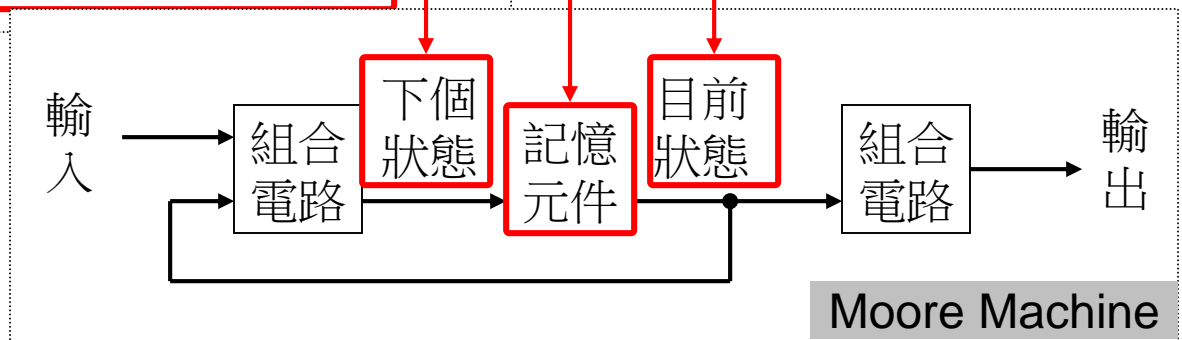 輸
入
組合
電路
下個
狀態
記憶
元件
目前
狀態
組合
電路
輸
出
Moore Machine